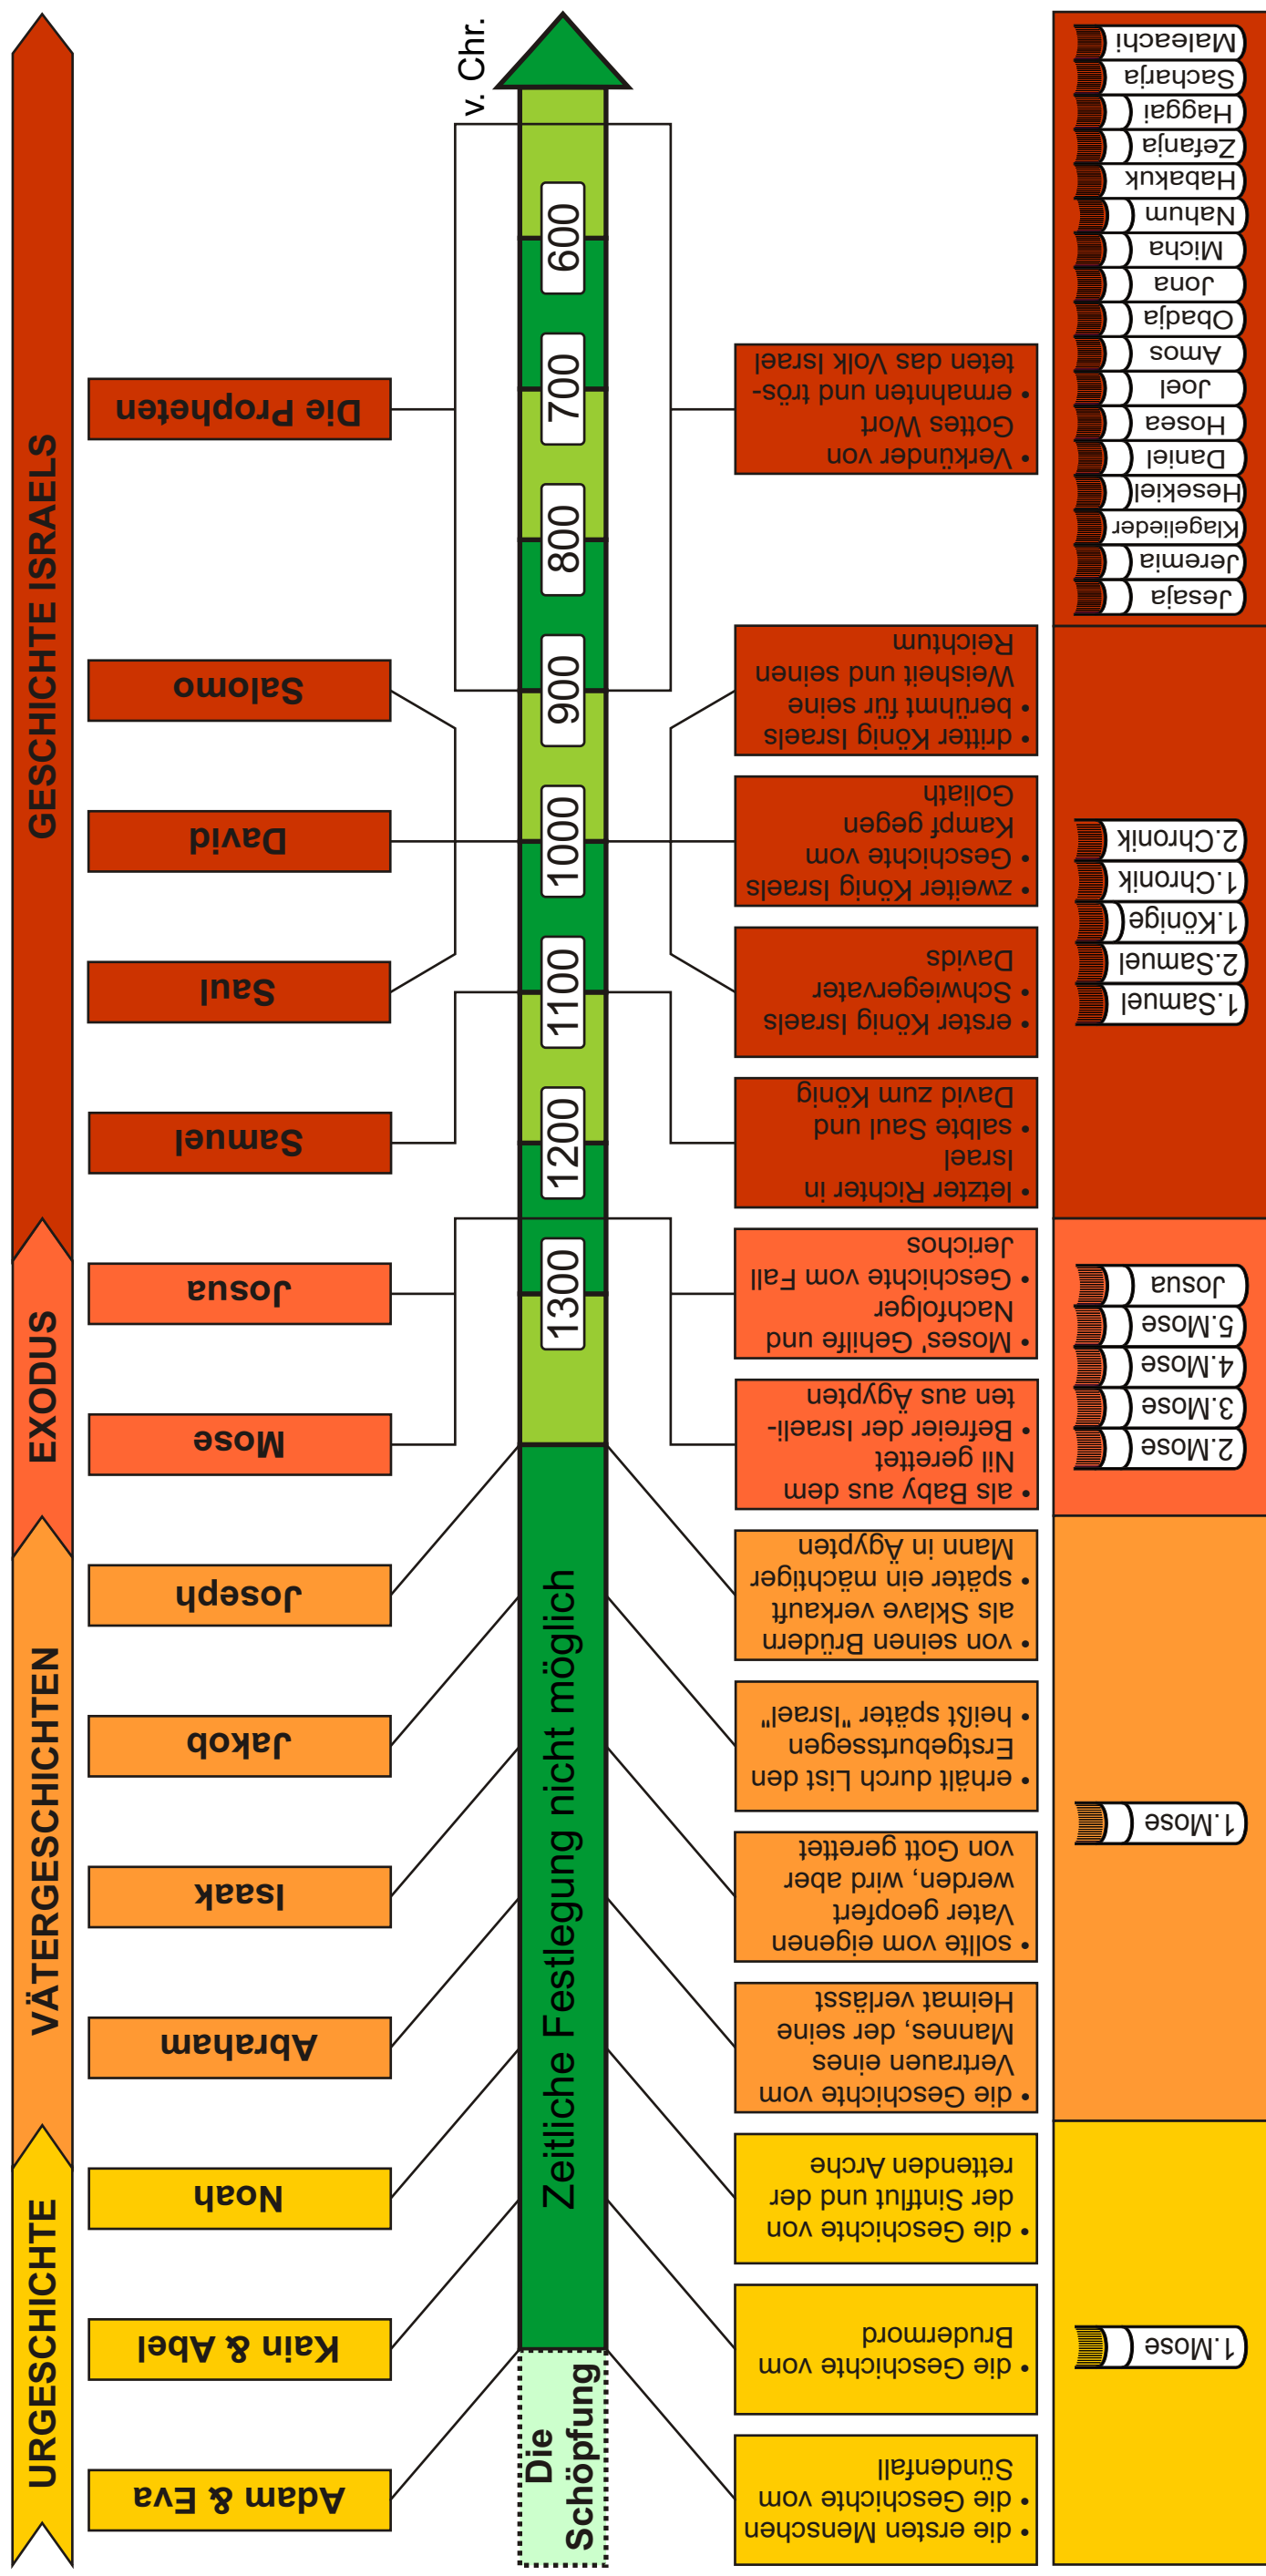 URGESCHICHTE
VÄTERGESCHICHTEN
EXODUS
GESCHICHTE ISRAELS
Adam & Eva
Kain & Abel
Noah
Abraham
Isaak
Jakob
Joseph
Mose
Josua
Samuel
Saul
David
Salomo
Die Propheten
Die
Schöpfung
Zeitliche Festlegung nicht möglich
1300
1200
1100
1000
900
800
700
600
v. Chr.
• die ersten Menschen
• die Geschichte vom
Sündenfall
• die Geschichte vom
Brudermord
• die Geschichte von
der Sintflut und der
rettenden Arche
• die Geschichte vom
Vertrauen eines
Mannes, der seine
Heimat verlässt
• sollte vom eigenen
Vater geopfert
werden, wird aber
von Gott gerettet
• erhält durch List den
Erstgeburtssegen
• heißt später "Israel"
• von seinen Brüdern
als Sklave verkauft
• später ein mächtiger
Mann in Ägypten
• als Baby aus dem
Nil gerettet
• Befreier der Israeli-
ten aus Ägypten
• Moses' Gehilfe und
Nachfolger
• Geschichte vom Fall
Jerichos
• letzter Richter in
Israel
• salbte Saul und
David zum König
• erster König Israels
• Schwiegervater
Davids
• zweiter König Israels
• Geschichte vom
Kampf gegen
Goliath
• dritter König Israels
• berühmt für seine
Weisheit und seinen
Reichtum
• Verkünder von
Gottes Wort
• ermahnten und trös-
teten das Volk Israel
1.Mose
1.Mose
2.Mose
3.Mose
4.Mose
5.Mose
Josua
1.Samuel
2.Samuel
1.Könige
1.Chronik
2.Chronik
Jesaja
Jeremia
Klagelieder
Hesekiel
Daniel
Hosea
Joel
Amos
Obadja
Jona
Micha
Nahum
Habakuk
Zefanja
Haggai
Sacharja
Maleachi